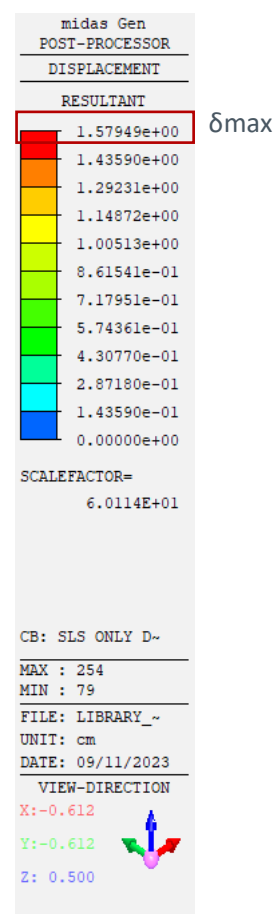 midas Gen
POST-PROCESSOR
DISPLACEMENT
RESULTANT
1.57949e+00 δmax
1.43590e+00
1.29231e+00
1.14872e+00
1.00513e+00
8.61541e-01
7.17951e-01
5.74361e-01
4.30770e-01
2.87180e-01
1.43590e-01
0.00000e+00
SCALEFACTOR=
6.0114E+01
CB: SLS ONLY D~
MAX : 254
MIN : 79
FILE: LIBRARY_~
UNIT: cm
DATE: 09/11/2023
VIEW-DIRECTION
X:-0.612
Y:-0.612
Z: 0.500